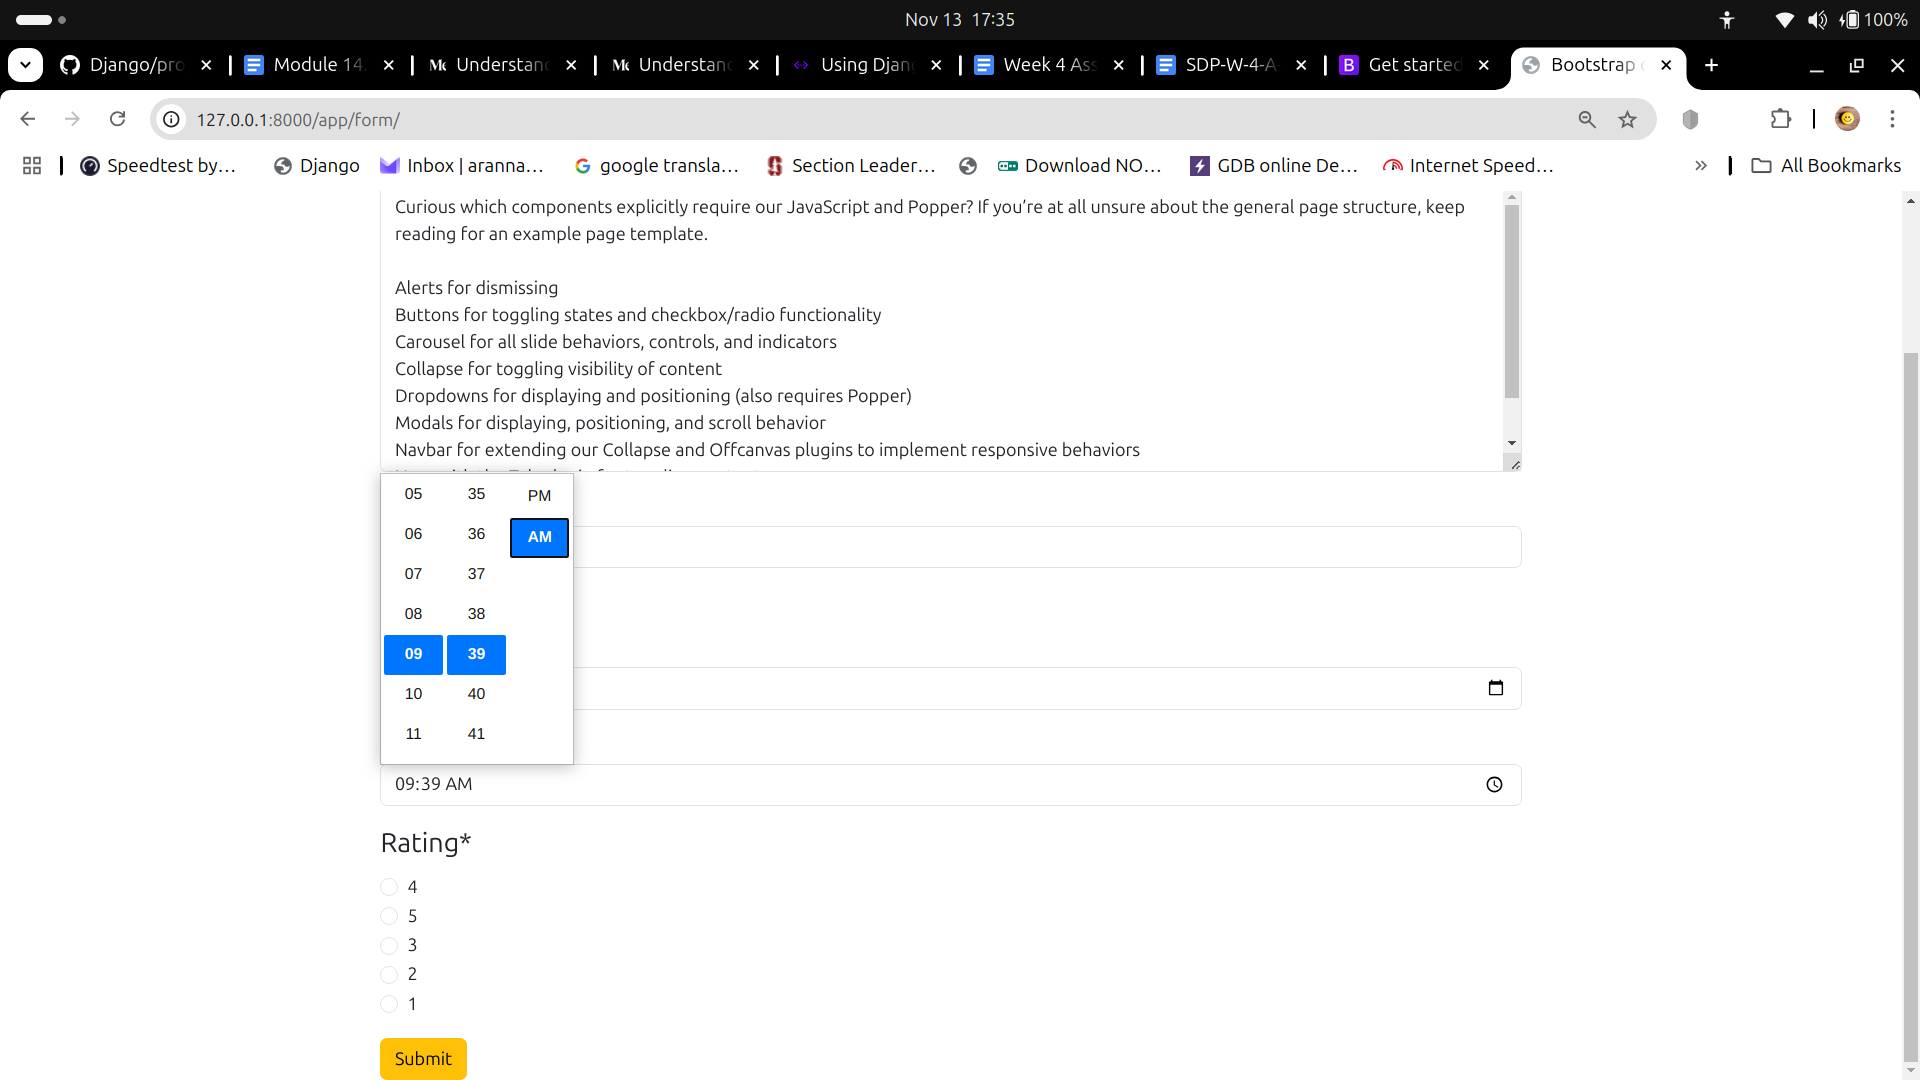 Nov 13 17:35
Django/pro
Module 14
Understand
Understand
Using Djan
Week 4 Ass
SDP-W-4-A
Get started
Bootstrap
100%
127.0.0.1:8000/app/form/
Speedtest by…
Django
Inbox | aranna…
google transla…
Section Leader…
Download NO…
GDB online De…
Internet Speed…
All Bookmarks
Curious which components explicitly require our JavaScript and Popper? If you’re at all unsure about the general page structure, keep
reading for an example page template.
Alerts for dismissing
Buttons for toggling states and checkbox/radio functionality
Carousel for all slide behaviors, controls, and indicators
Collapse for toggling visibility of content
Dropdowns for displaying and positioning (also requires Popper)
Modals for displaying, positioning, and scroll behavior
Navbar for extending our Collapse and Offcanvas plugins to implement responsive behaviors
05 35 PM
06 36 AM
07 37
08 38
09 39
10 40
11 41
09:39 AM
Rating*
4
5
3
2
1
Submit